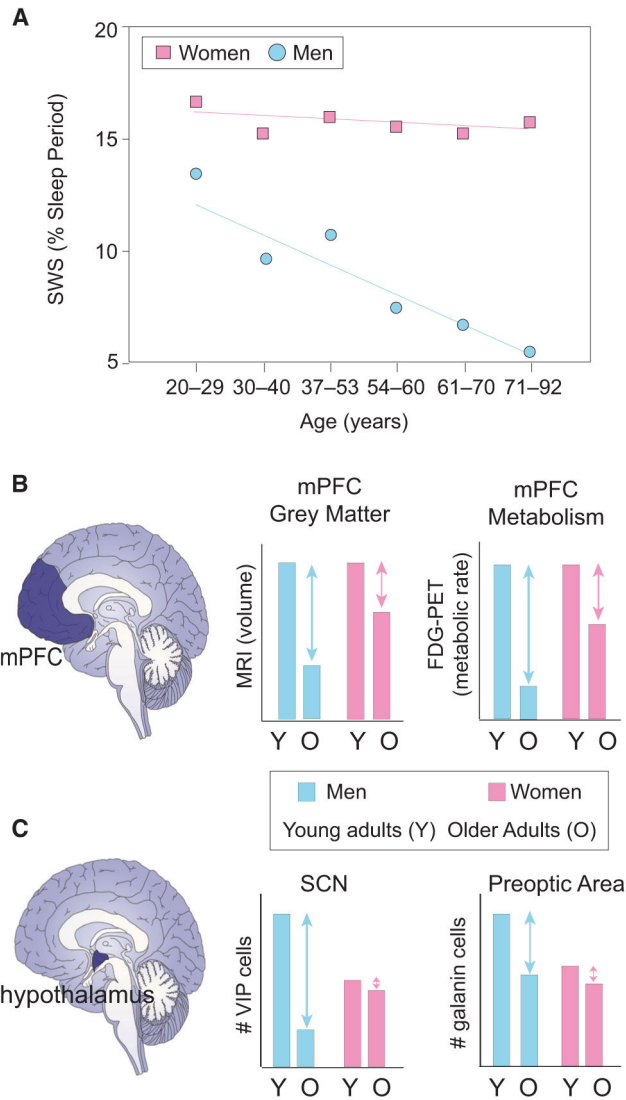 A
Women Men
20
15
10
5
SWS (% Sleep Period)
20–29 30–40 37–53 54–60 61–70 71–92
Age (years)
B
mPFC
mPFC
Grey Matter
MRI (volume)
Y O Y O
mPFC
Metabolism
FDG-PET
(metabolic rate)
Y O Y O
Men Women
Young adults (Y) Older Adults (O)
C
hypothalamus
SCN
# VIP cells
Y O Y O
Preoptic Area
# galanin cells
Y O Y O